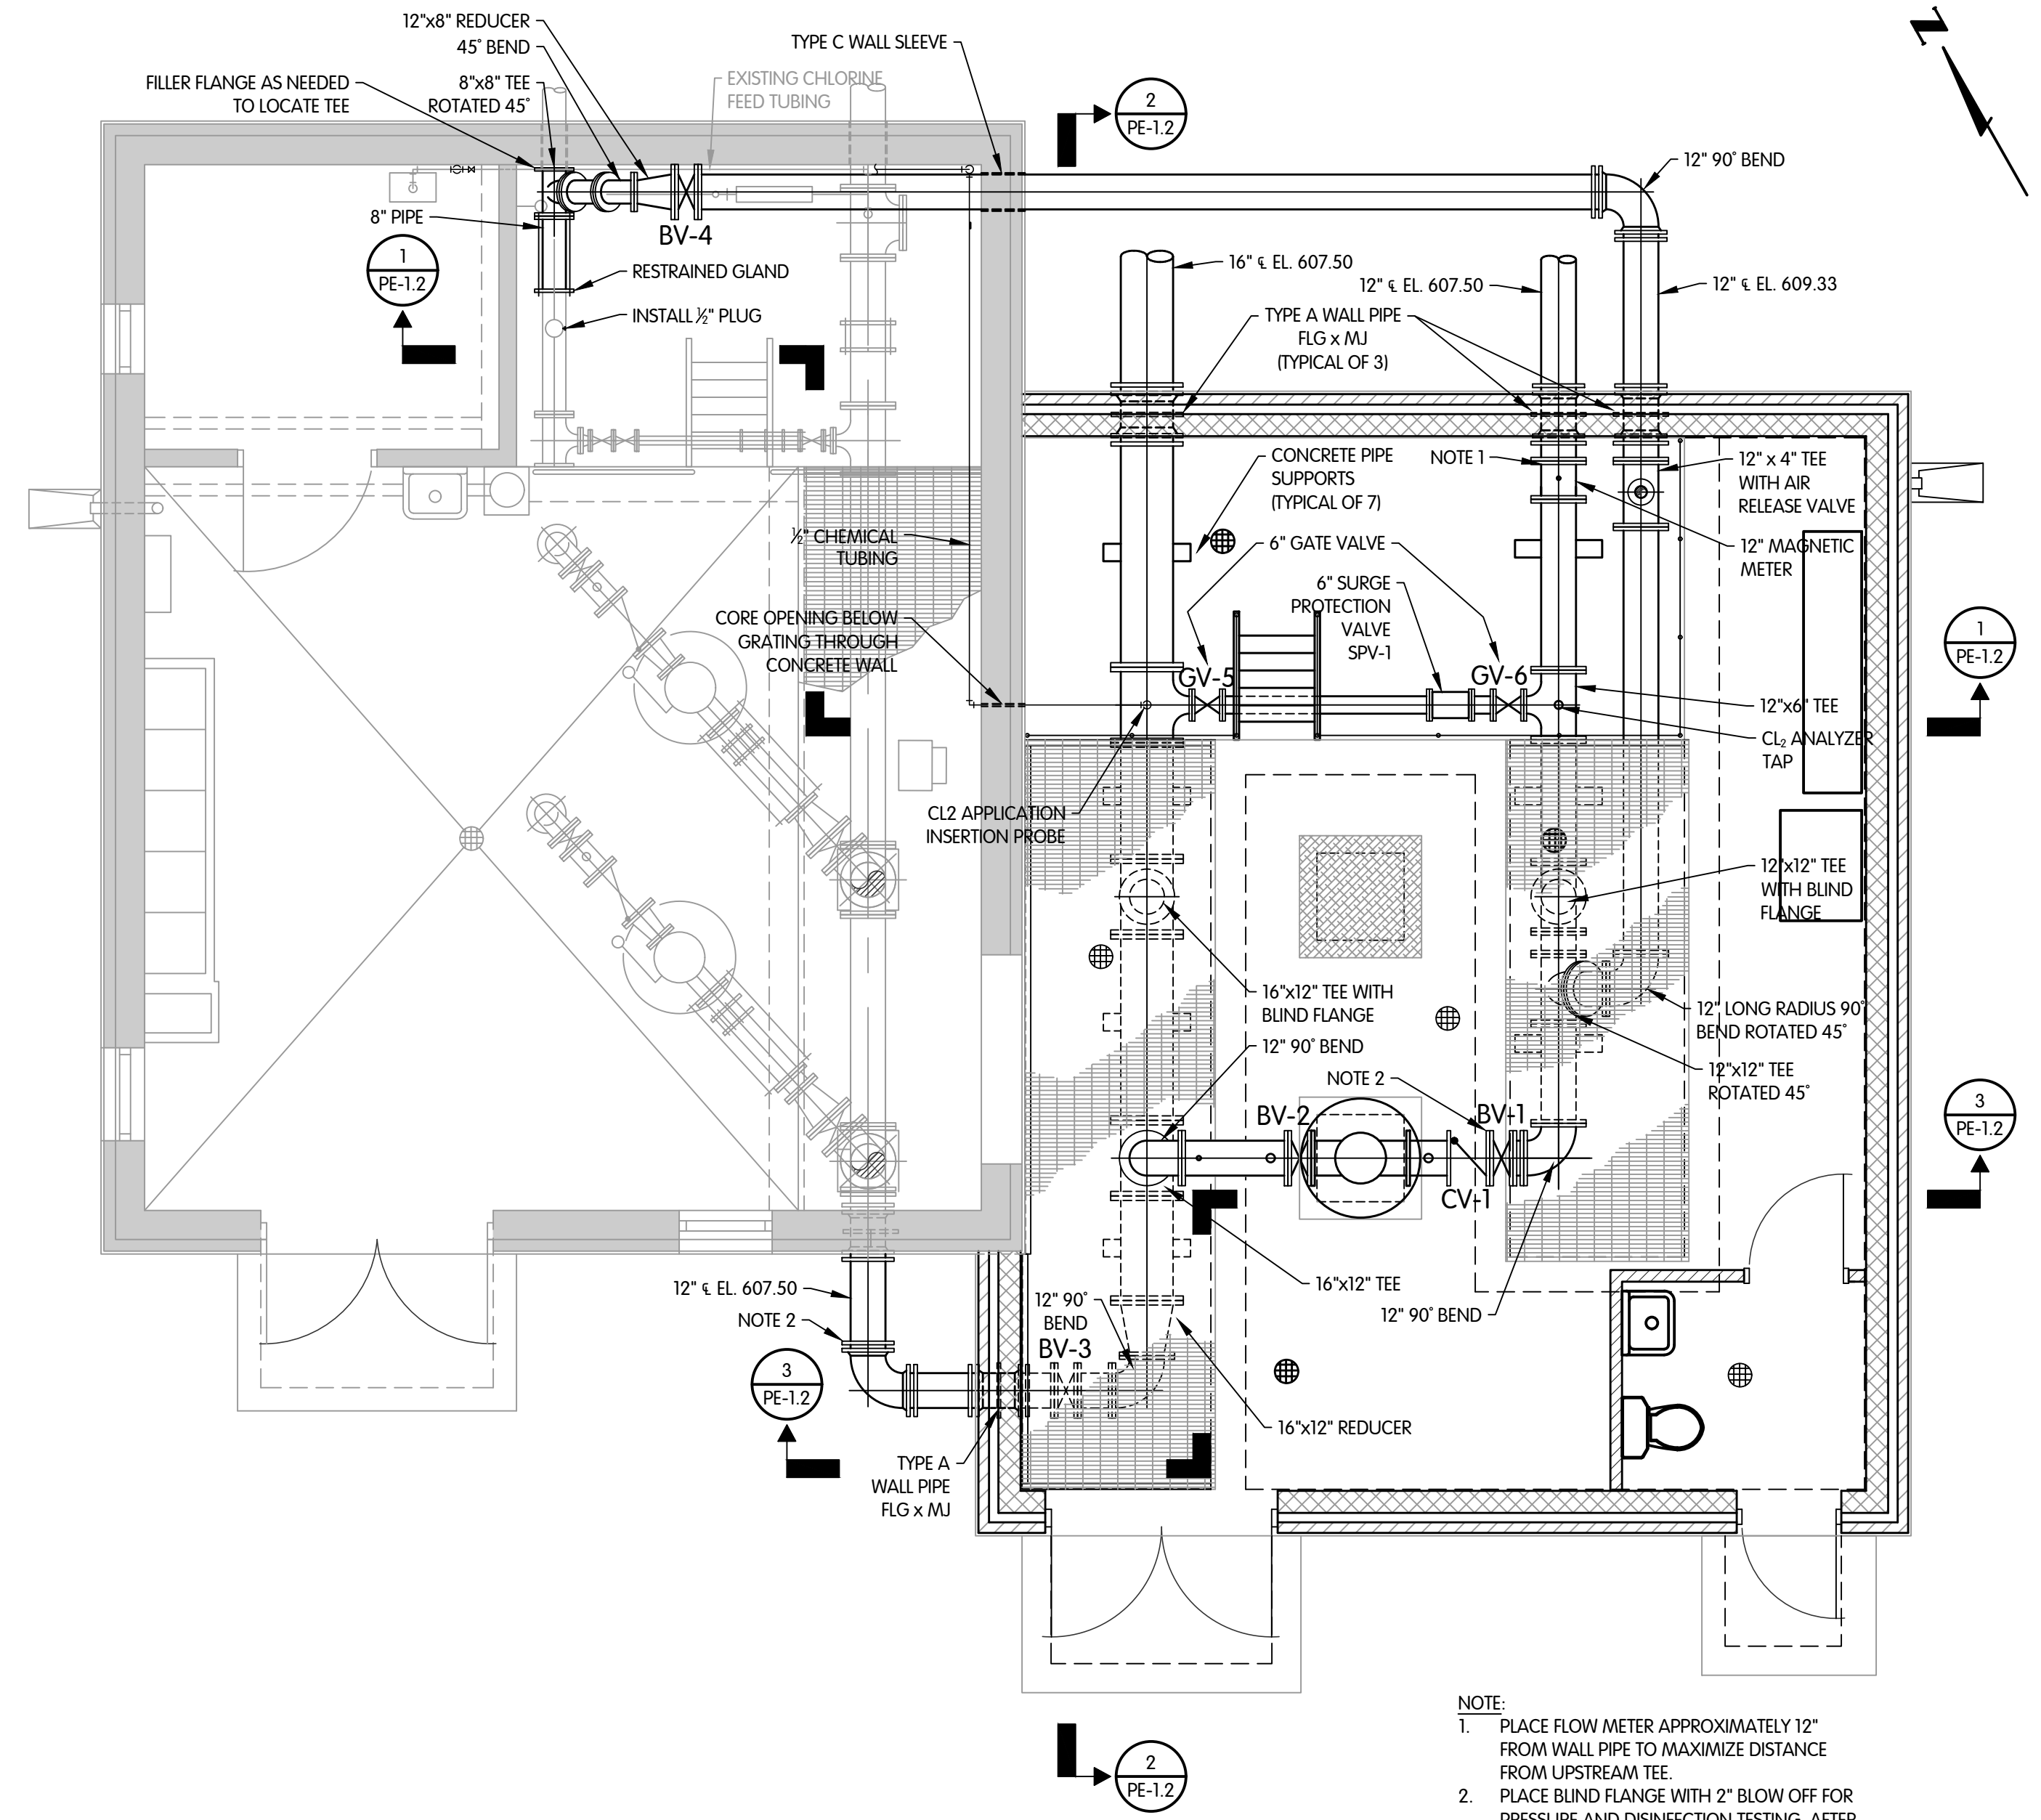 12"x8" REDUCER
45° BEND
8"x8" TEE
ROTATED 45°
FILLER FLANGE AS NEEDED
TO LOCATE TEE
TYPE C WALL SLEEVE
EXISTING CHLORINE
FEED TUBING
2
PE-1.2
N
12" 90° BEND
8" PIPE
BV-4
1
PE-1.2
RESTRAINED GLAND
INSTALL ½" PLUG
16" ℄ EL. 607.50
12" ℄ EL. 607.50
12" ℄ EL. 609.33
TYPE A WALL PIPE
FLG x MJ
(TYPICAL OF 3)
CONCRETE PIPE
SUPPORTS
(TYPICAL OF 7)
NOTE 1
12" x 4" TEE
WITH AIR
RELEASE VALVE
½" CHEMICAL
TUBING
6" GATE VALVE
12" MAGNETIC
METER
6" SURGE
PROTECTION
VALVE
SPV-1
CORE OPENING BELOW
GRATING THROUGH
CONCRETE WALL
1
PE-1.2
GV-5
GV-6
12"x6" TEE
CL₂ ANALYZER
TAP
CL2 APPLICATION
INSERTION PROBE
12"x12" TEE
WITH BLIND
FLANGE
16"x12" TEE WITH
BLIND FLANGE
12" LONG RADIUS 90°
BEND ROTATED 45°
12" 90° BEND
NOTE 2
12"x12" TEE
ROTATED 45°
BV-2
BV-1
3
PE-1.2
CV-1
16"x12" TEE
12" ℄ EL. 607.50
NOTE 2
12" 90°
BEND
12" 90° BEND
BV-3
3
PE-1.2
16"x12" REDUCER
TYPE A
WALL PIPE
FLG x MJ
2
PE-1.2
NOTE:
1. PLACE FLOW METER APPROXIMATELY 12"
FROM WALL PIPE TO MAXIMIZE DISTANCE
FROM UPSTREAM TEE.
2. PLACE BLIND FLANGE WITH 2" BLOW OFF FOR
PRESSURE AND DISINFECTION TESTING. AFTER